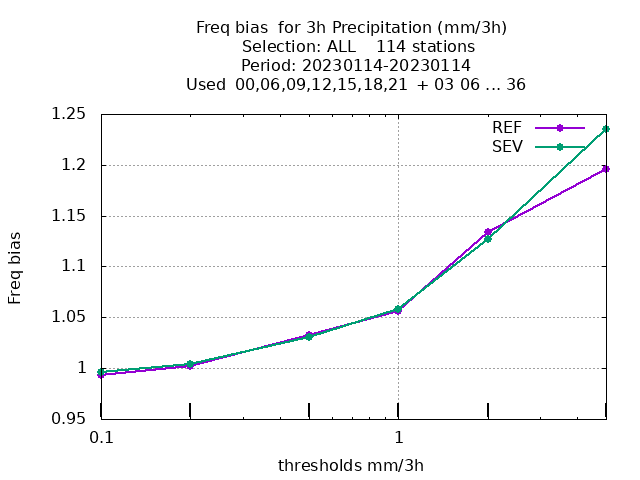 Freq bias  for 3h Precipitation (mm/3h)
Selection: ALL    114 stations
Period: 20230114-20230114
Used  00,06,09,12,15,18,21  + 03 06 ... 36
REF
SEV
1.25
1.2
1.15
1.1
1.05
1
0.95
Freq bias
0.1
1
thresholds mm/3h